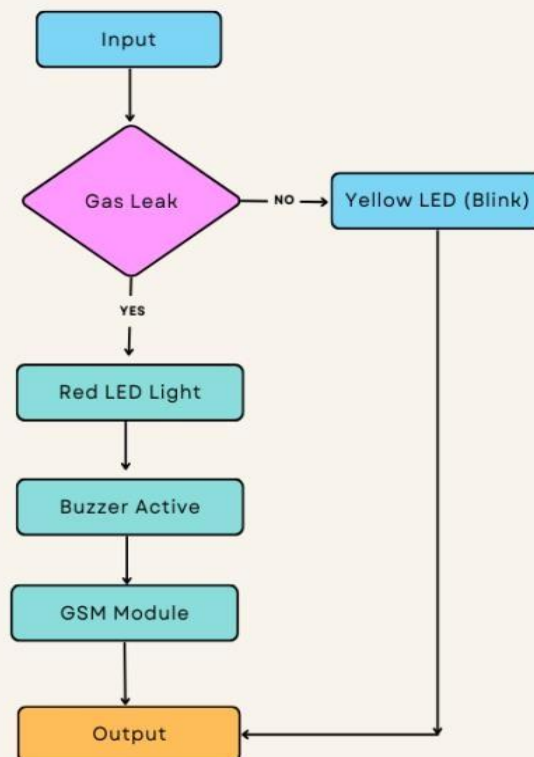 Input
Gas Leak
NO
Yellow LED (Blink)
YES
Red LED Light
Buzzer Active
GSM Module
Output